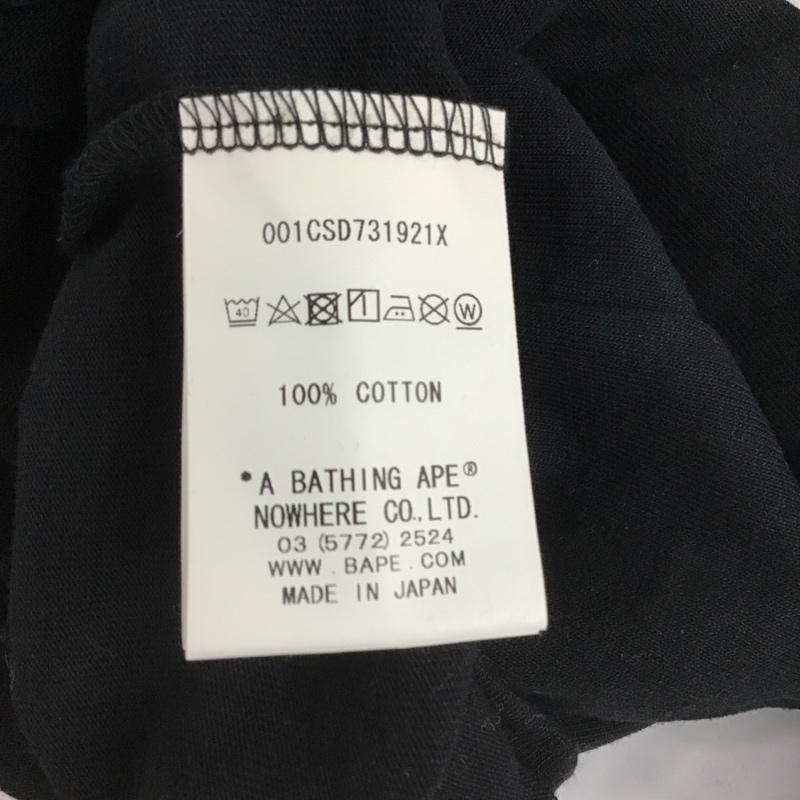 001CSD731921X
40 W
100% COTTON
*A BATHING APE®
NOWHERE CO.,LTD.
03 (5772) 2524
WWW . BAPE . COM
MADE IN JAPAN